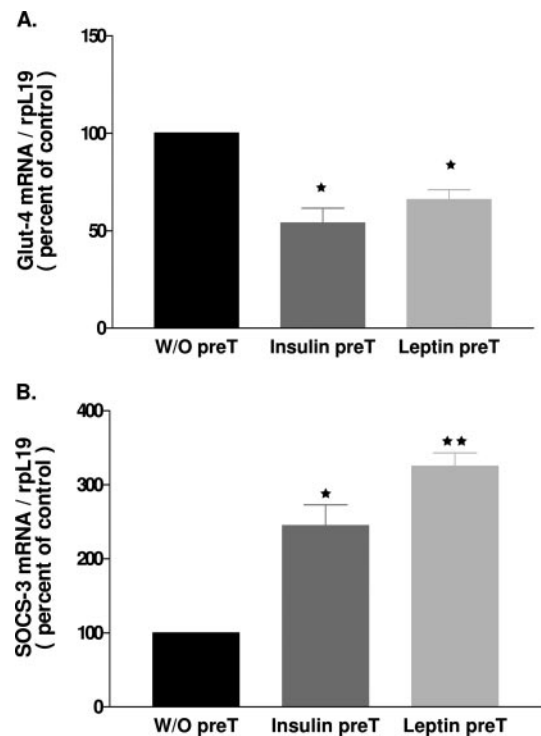 A.
Glut-4 mRNA / rpL19
( percent of control )
150
100
50
0
W/O preT Insulin preT Leptin preT
B.
SOCS-3 mRNA / rpL19
( percent of control )
400
300
200
100
0
W/O preT Insulin preT Leptin preT